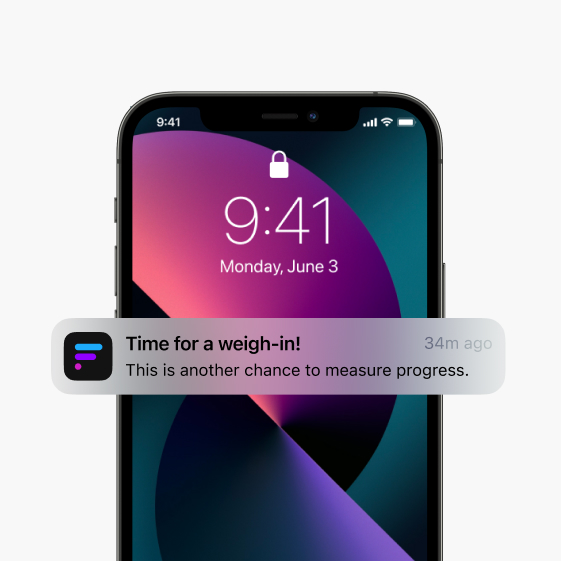 9:41
9:41
Monday, June 3
Time for a weigh-in!
34m ago
This is another chance to measure progress.